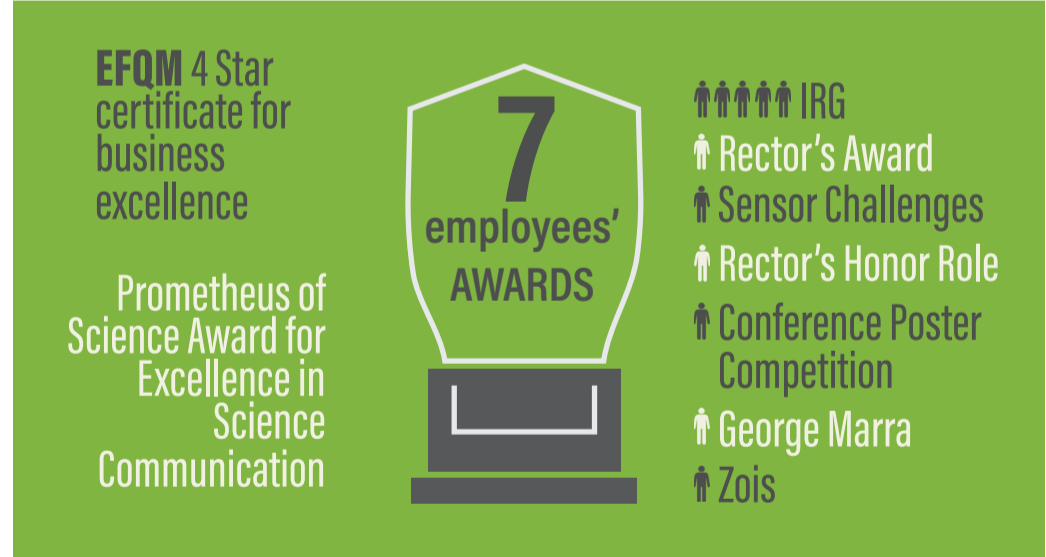 EFQM 4 Star
certificate for
business
excellence
Prometheus of
Science Award for
Excellence in
Science
Communication
7
employees’
AWARDS
IRG
Rector’s Award
Sensor Challenges
Rector’s Honor Role
Conference Poster
Competition
George Marra
Zois